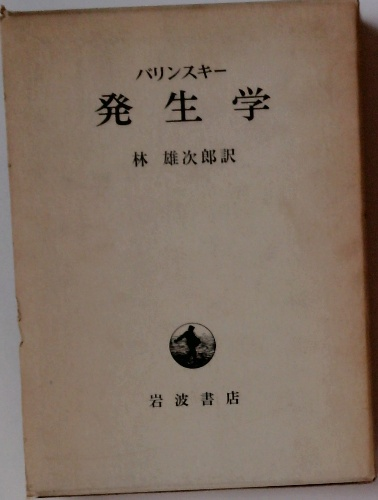 バリンスキー
発生学
林 雄次郎訳
岩波書店